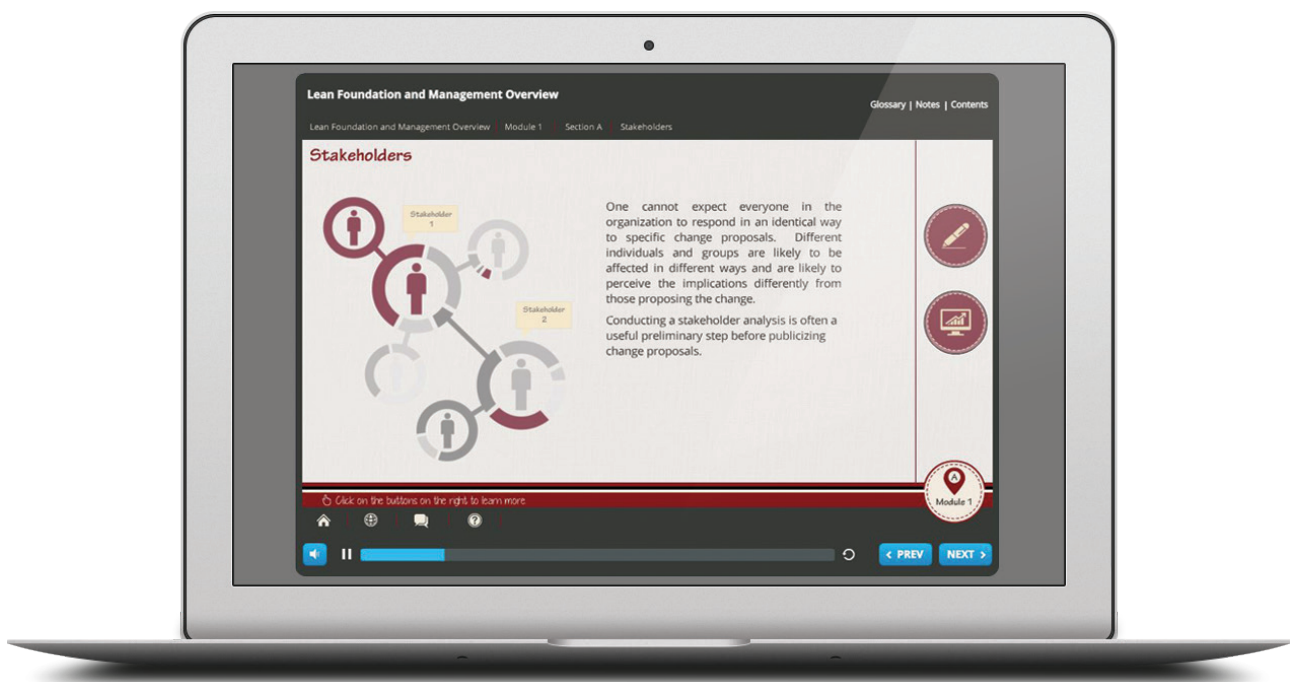 Lean Foundation and Management Overview
Glossary | Notes | Contents
Lean Foundation and Management Overview | Module 1 | Section A | Stakeholders
Stakeholders
Stakeholder
1
Stakeholder
2
One cannot expect everyone in the
organization to respond in an identical way
to specific change proposals. Different
individuals and groups are likely to be
affected in different ways and are likely to
perceive the implications differently from
those proposing the change.
Conducting a stakeholder analysis is often a
useful preliminary step before publicizing
change proposals.
A
Module 1
Click on the buttons on the right to learn more
?
< PREV
NEXT >